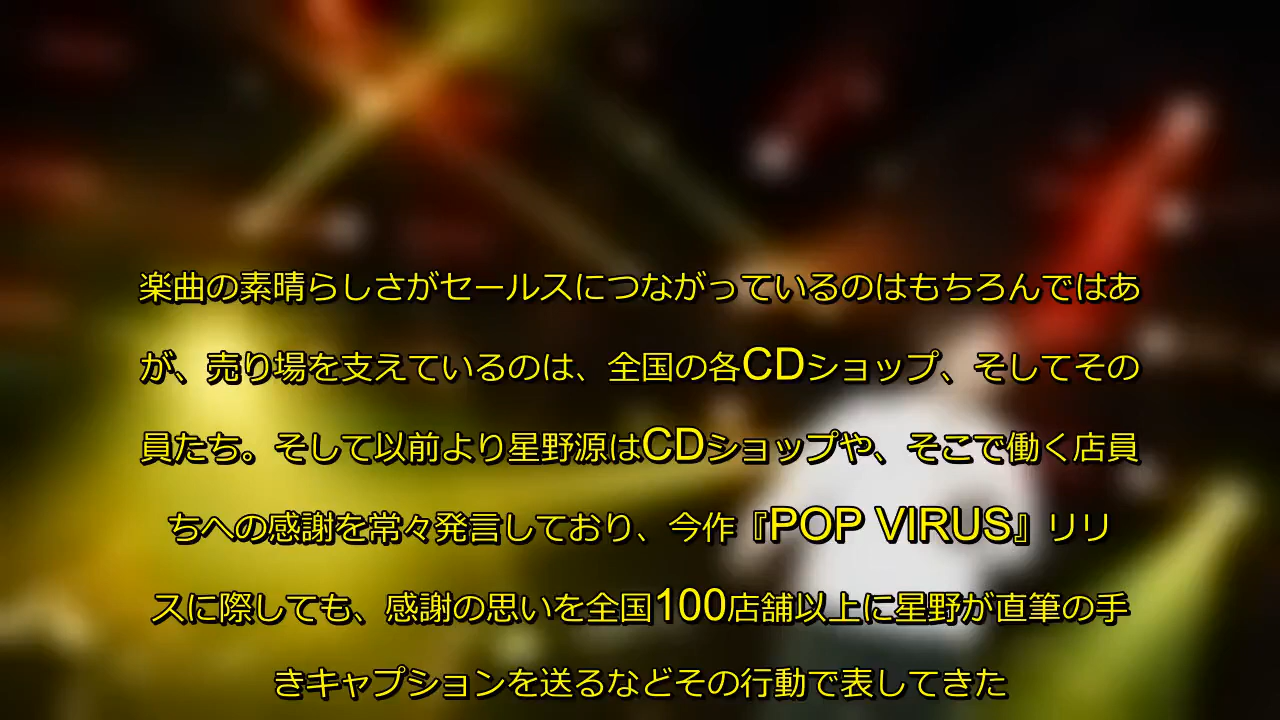 楽曲の素晴らしさがセールスにつながっているのはもちろんではあ
が、売り場を支えているのは、全国の各CDショップ、そしてその
員たち。そして以前より星野源はCDショップや、そこで働く店員
ちへの感謝を常々発言しており、今作『POP VIRUS』リリ
スに際しても、感謝の思いを全国100店舗以上に星野が直筆の手
きキャプションを送るなどその行動で表してきた